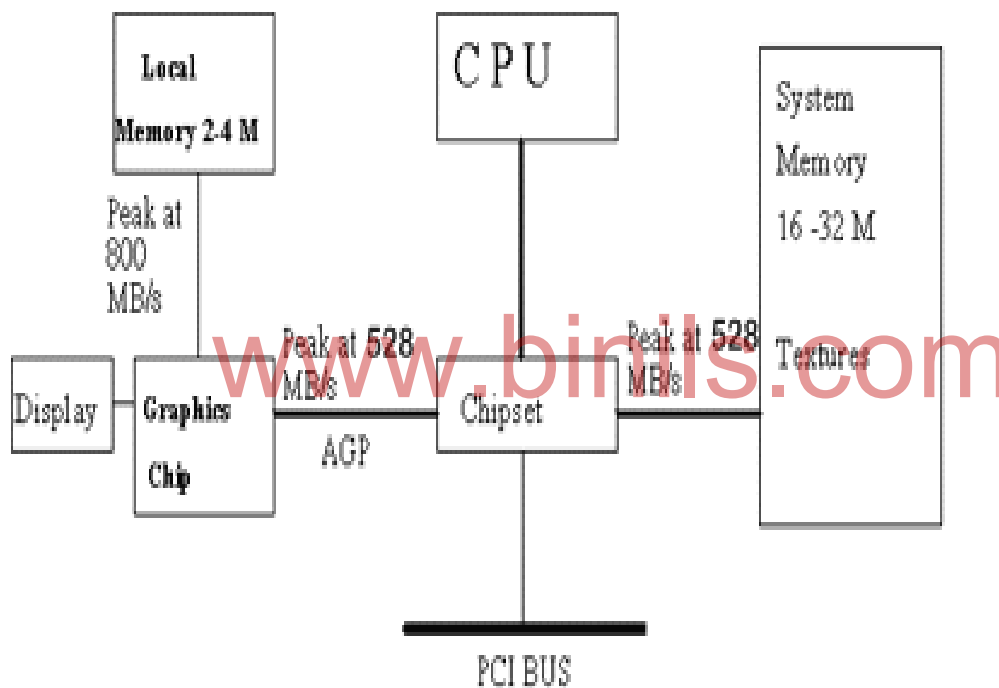 Local
Memory 2-4 M
CPU
System
Memory
16 -32 M
Textures
Peak at
800
MB/s
Peak at 528
MB/s
Peak at 528
MB/s
www.binils.com
Display
Graphics
Chip
AGP
Chipset
PCI BUS